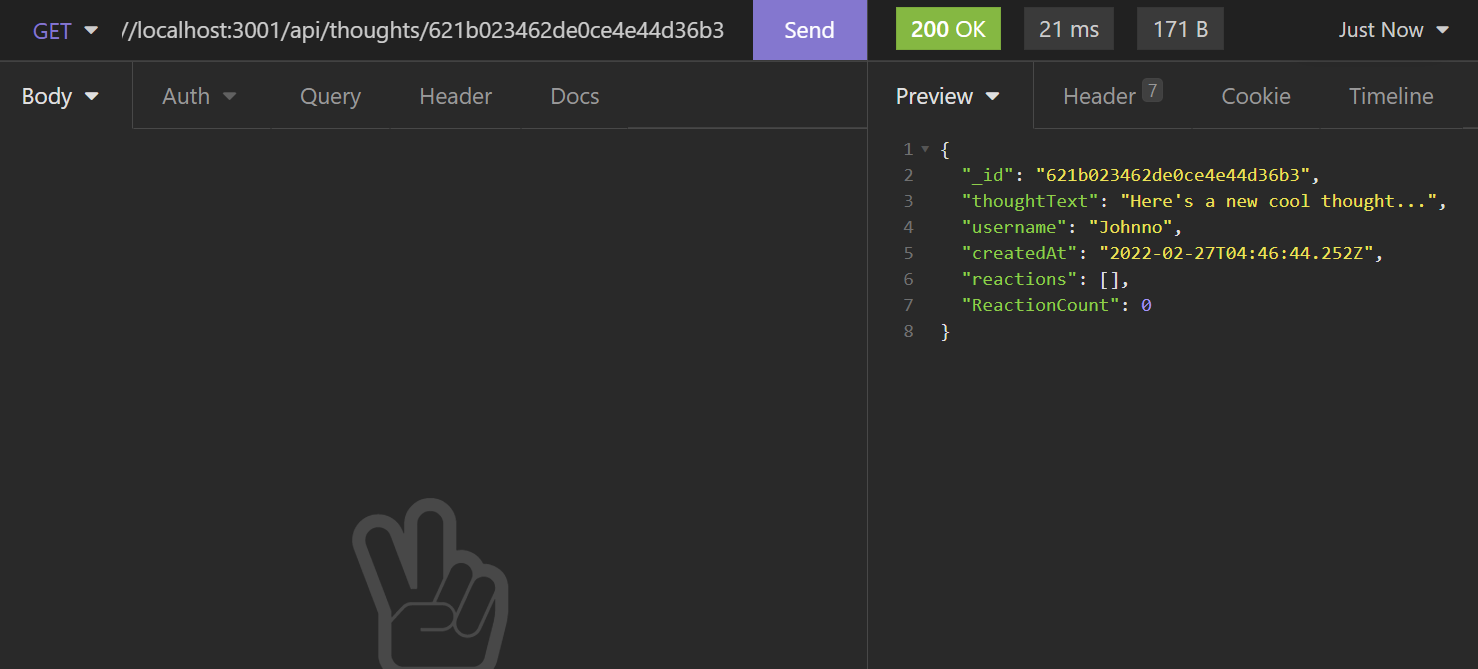 GET //localhost:3001/api/thoughts/621b023462de0ce4e44d36b3 Send 200 OK 21 ms 171 B Just Now
Body Auth Query Header Docs Preview Header 7 Cookie Timeline
1 {
2 "_id": "621b023462de0ce4e44d36b3",
3 "thoughtText": "Here's a new cool thought...",
4 "username": "Johnno",
5 "createdAt": "2022-02-27T04:46:44.252Z",
6 "reactions": [],
7 "ReactionCount": 0
8 }